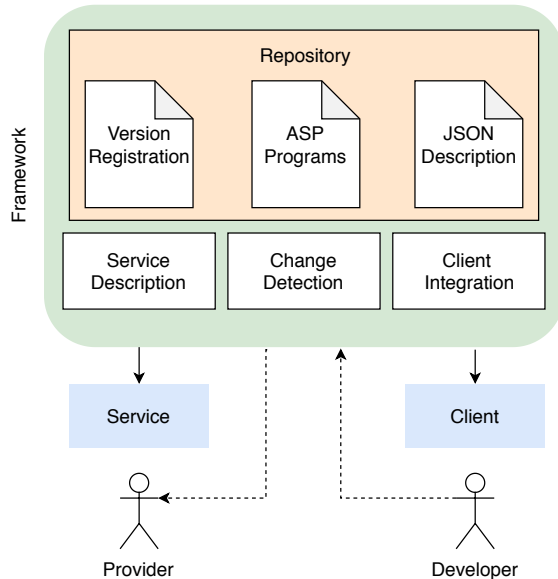 Framework
Repository
Version
Registration
ASP
Programs
JSON
Description
Service
Description
Change
Detection
Client
Integration
Service
Client
Provider
Developer